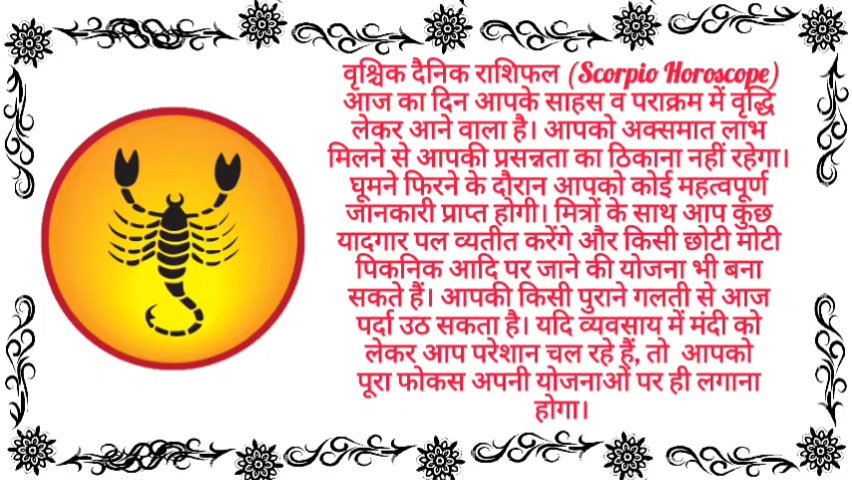 वृश्चिक दैनिक राशिफल (Scorpio Horoscope)
आज का दिन आपके साहस व पराक्रम में वृद्धि
लेकर आने वाला है। आपको अक्समात लाभ
मिलने से आपकी प्रसन्नता का ठिकाना नहीं रहेगा।
घूमने फिरने के दौरान आपको कोई महत्वपूर्ण
जानकारी प्राप्त होगी। मित्रों के साथ आप कुछ
यादगार पल व्यतीत करेंगे और किसी छोटी मोटी
पिकनिक आदि पर जाने की योजना भी बना
सकते हैं। आपकी किसी पुराने गलती से आज
पर्दा उठ सकता है। यदि व्यवसाय में मंदी को
लेकर आप परेशान चल रहे हैं, तो आपको
पूरा फोकस अपनी योजनाओं पर ही लगाना
होगा।